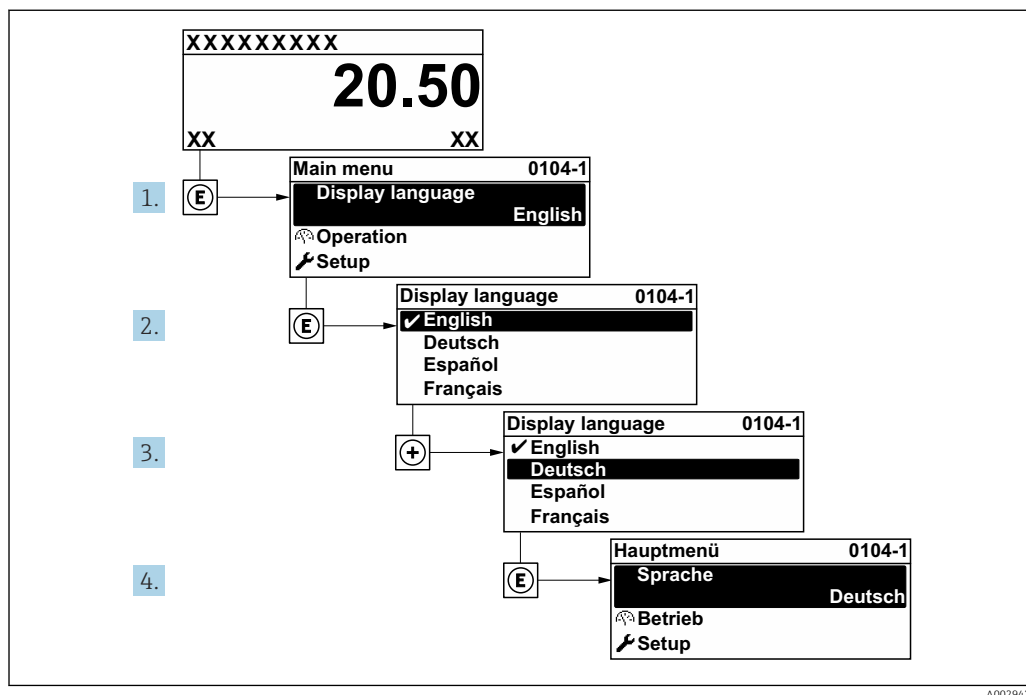 XXXXXXXXX
20.50
XX XX
1. E
Main menu 0104-1
Display language
English
Operation
Setup
2. E
Display language 0104-1
✔ English
Deutsch
Español
Français
3. +
Display language 0104-1
✔ English
Deutsch
Español
Français
4. E
Hauptmenü 0104-1
Sprache
Deutsch
Betrieb
Setup